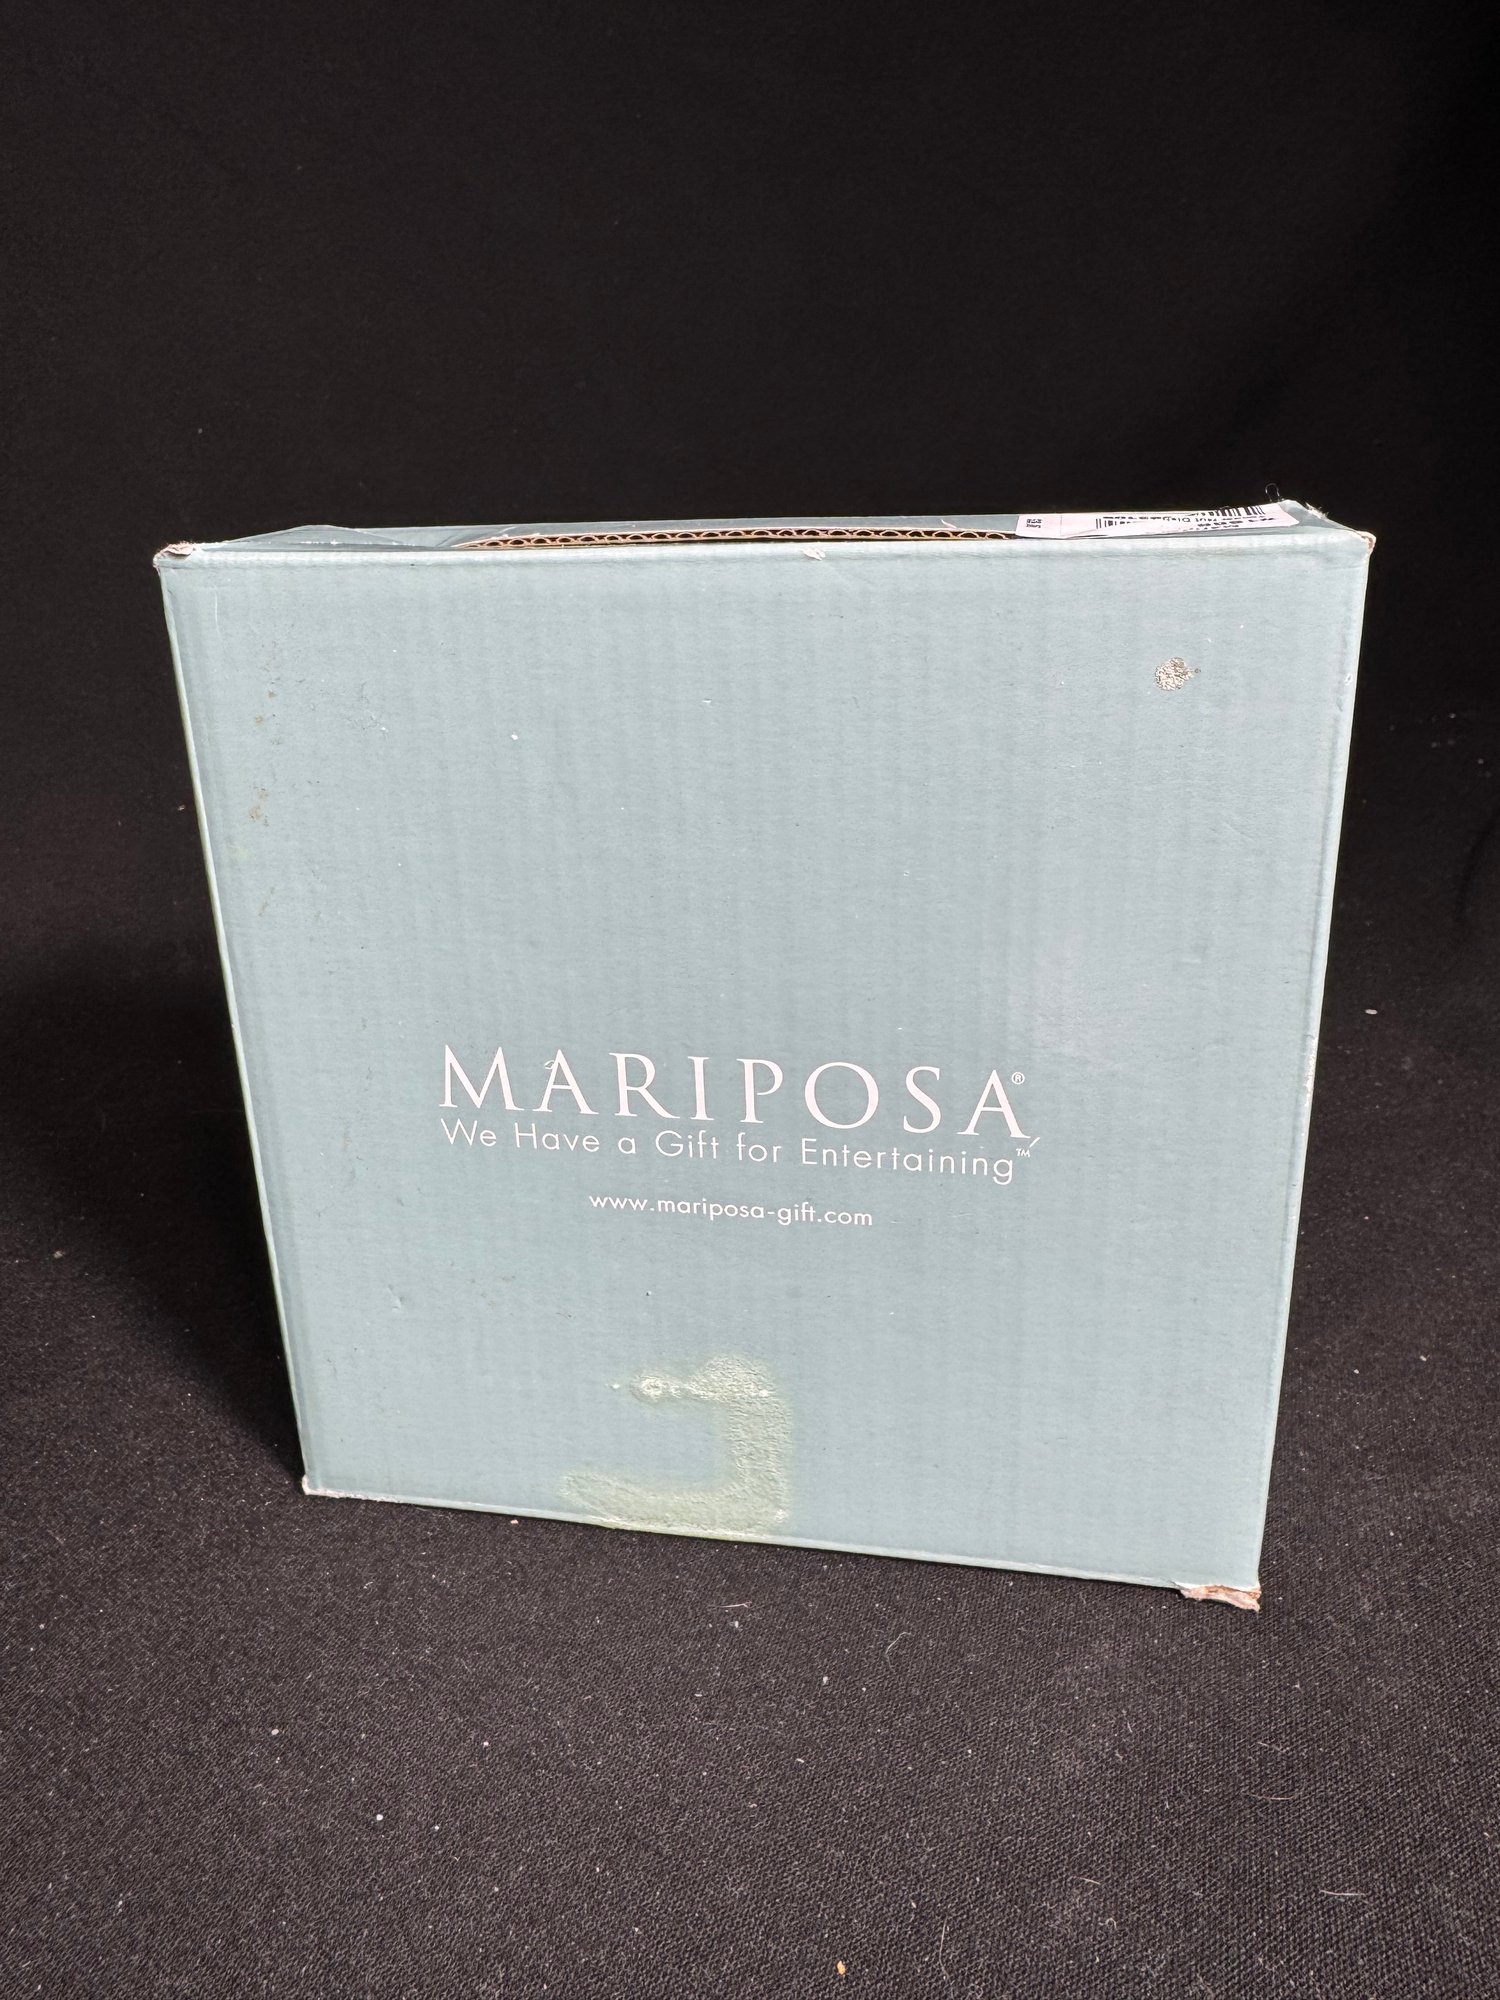 MARIPOSA®
We Have a Gift for Entertaining™
www.mariposa-gift.com